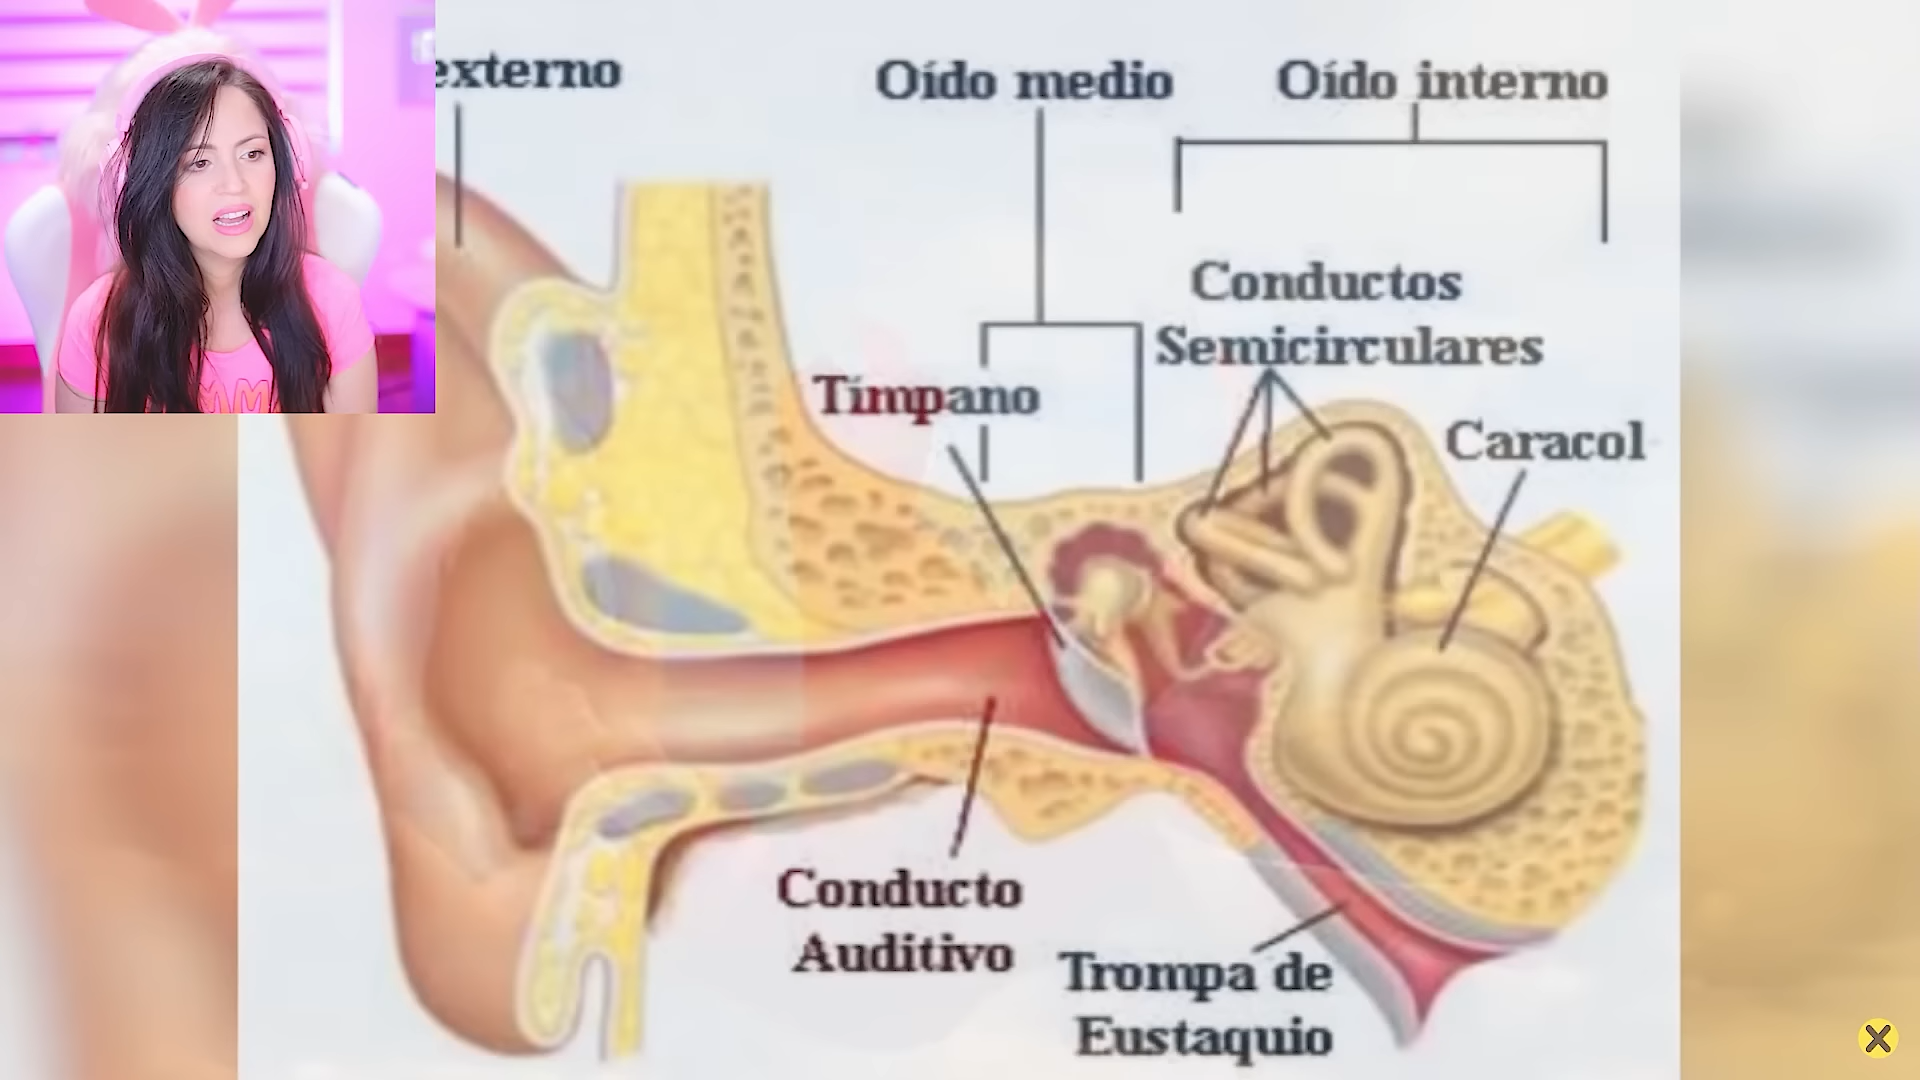 externo
Oído medio
Oído interno
Conductos
Semicirculares
Tímpano
Caracol
Conducto
Auditivo
Trompa de
Eustaquio